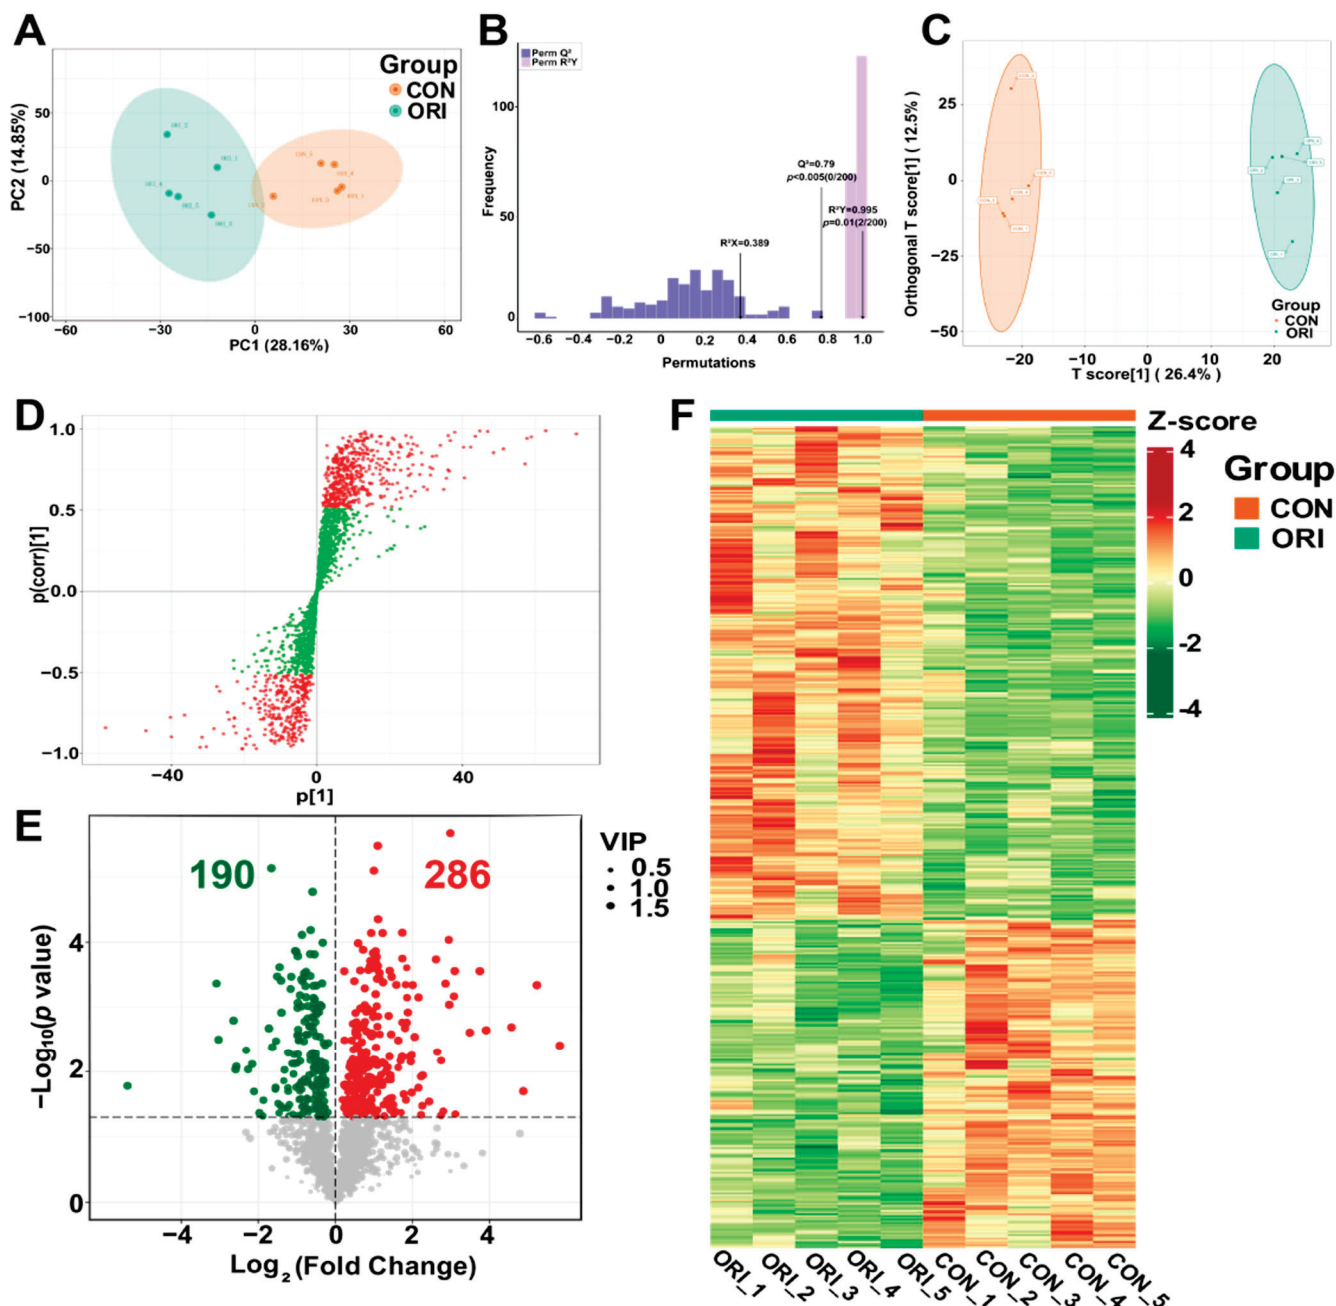 A
Group
CON
ORI
PC2 (14.85%)
50
0
−50
−100
−60
−30
0
30
60
PC1 (28.16%)
B
Perm Q²
Perm R²Y
Frequency
100
50
0
Q²=0.79
p<0.005(0/200)
R²Y=0.995
p=0.01(2/200)
R²X=0.389
−0.6
−0.4
−0.2
0
0.2
0.4
0.6
0.8
1.0
Permutations
C
Orthogonal T score[1] ( 12.5% )
25
0
−25
−50
Group
CON
ORI
−20
−10
0
10
20
T score[1] ( 26.4% )
D
p(corr)[1]
1.0
0.5
0.0
−0.5
−1.0
−40
0
40
p[1]
E
190
286
−Log₁₀(p value)
4
2
0
−4
−2
0
2
4
Log₂(Fold Change)
VIP
0.5
1.0
1.5
F
Z-score
4
2
0
-2
-4
Group
CON
ORI
ORI_1
ORI_2
ORI_3
ORI_4
ORI_5
CON_1
CON_2
CON_3
CON_4
CON_5